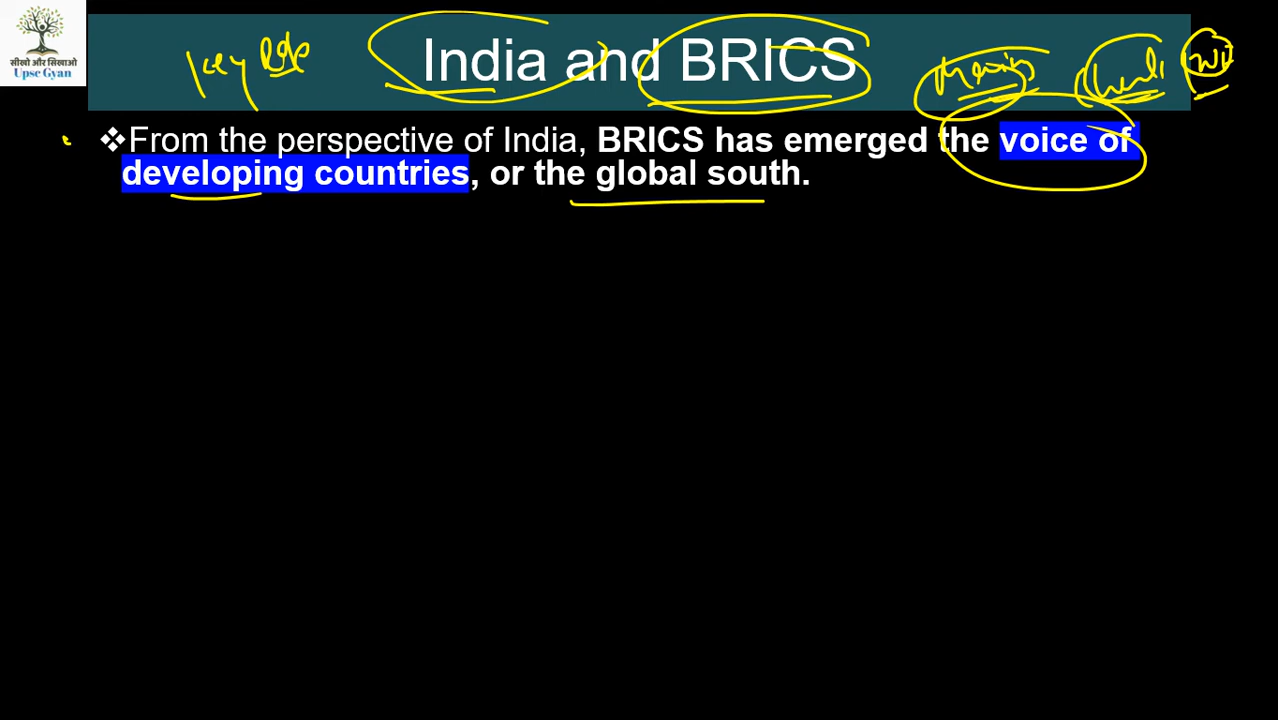 सीखो और सिखाओ
Upsc Gyan
key Role
India and BRICS
❖From the perspective of India, BRICS has emerged the voice of
developing countries, or the global south.